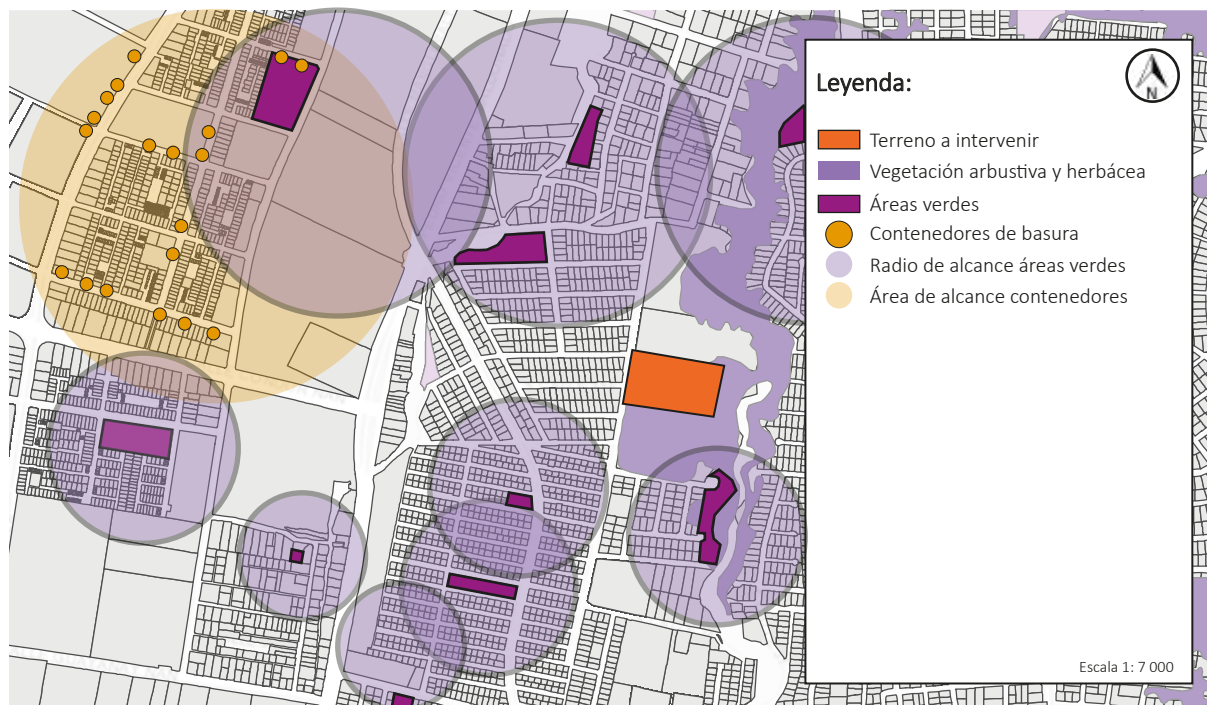 Leyenda:
N
Terreno a intervenir
Vegetación arbustiva y herbácea
Áreas verdes
Contenedores de basura
Radio de alcance áreas verdes
Área de alcance contenedores
Escala 1: 7 000